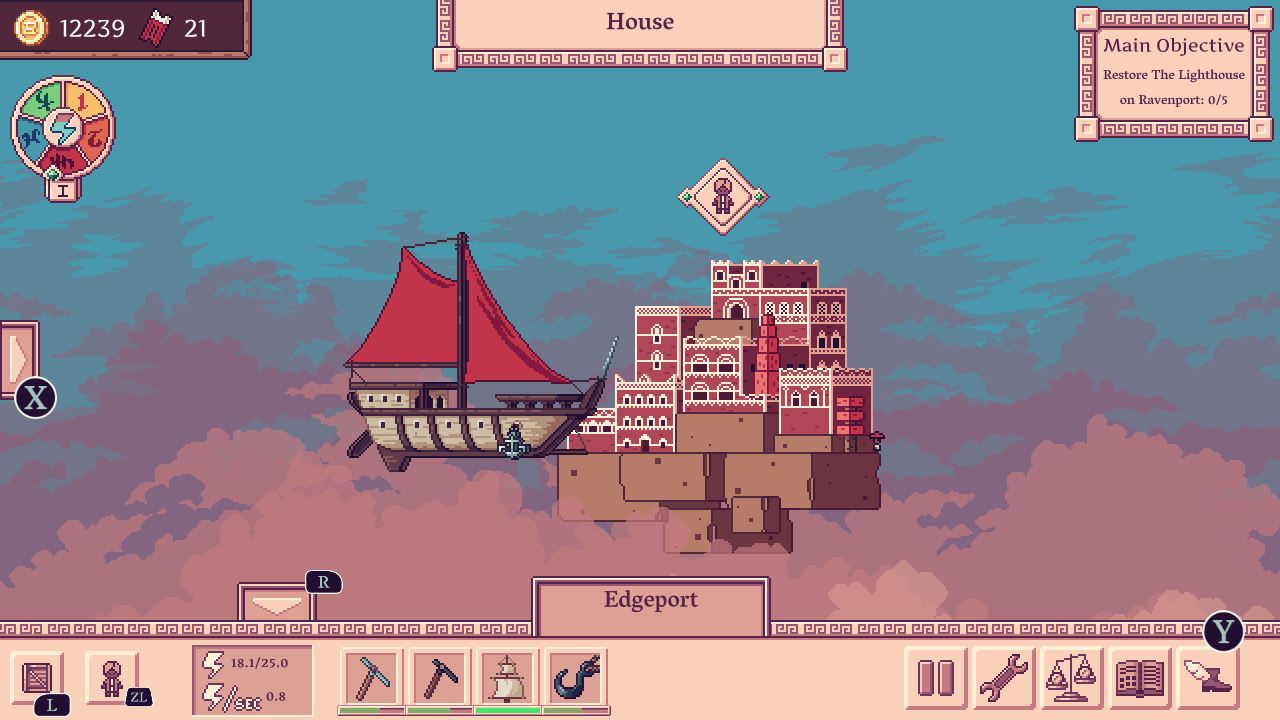 12239
21
House
Main Objective
Restore The Lighthouse
on Ravenport: 0/5
I
X
R
Edgeport
Y
L
ZL
18.1/25.0
/SEC 0.8